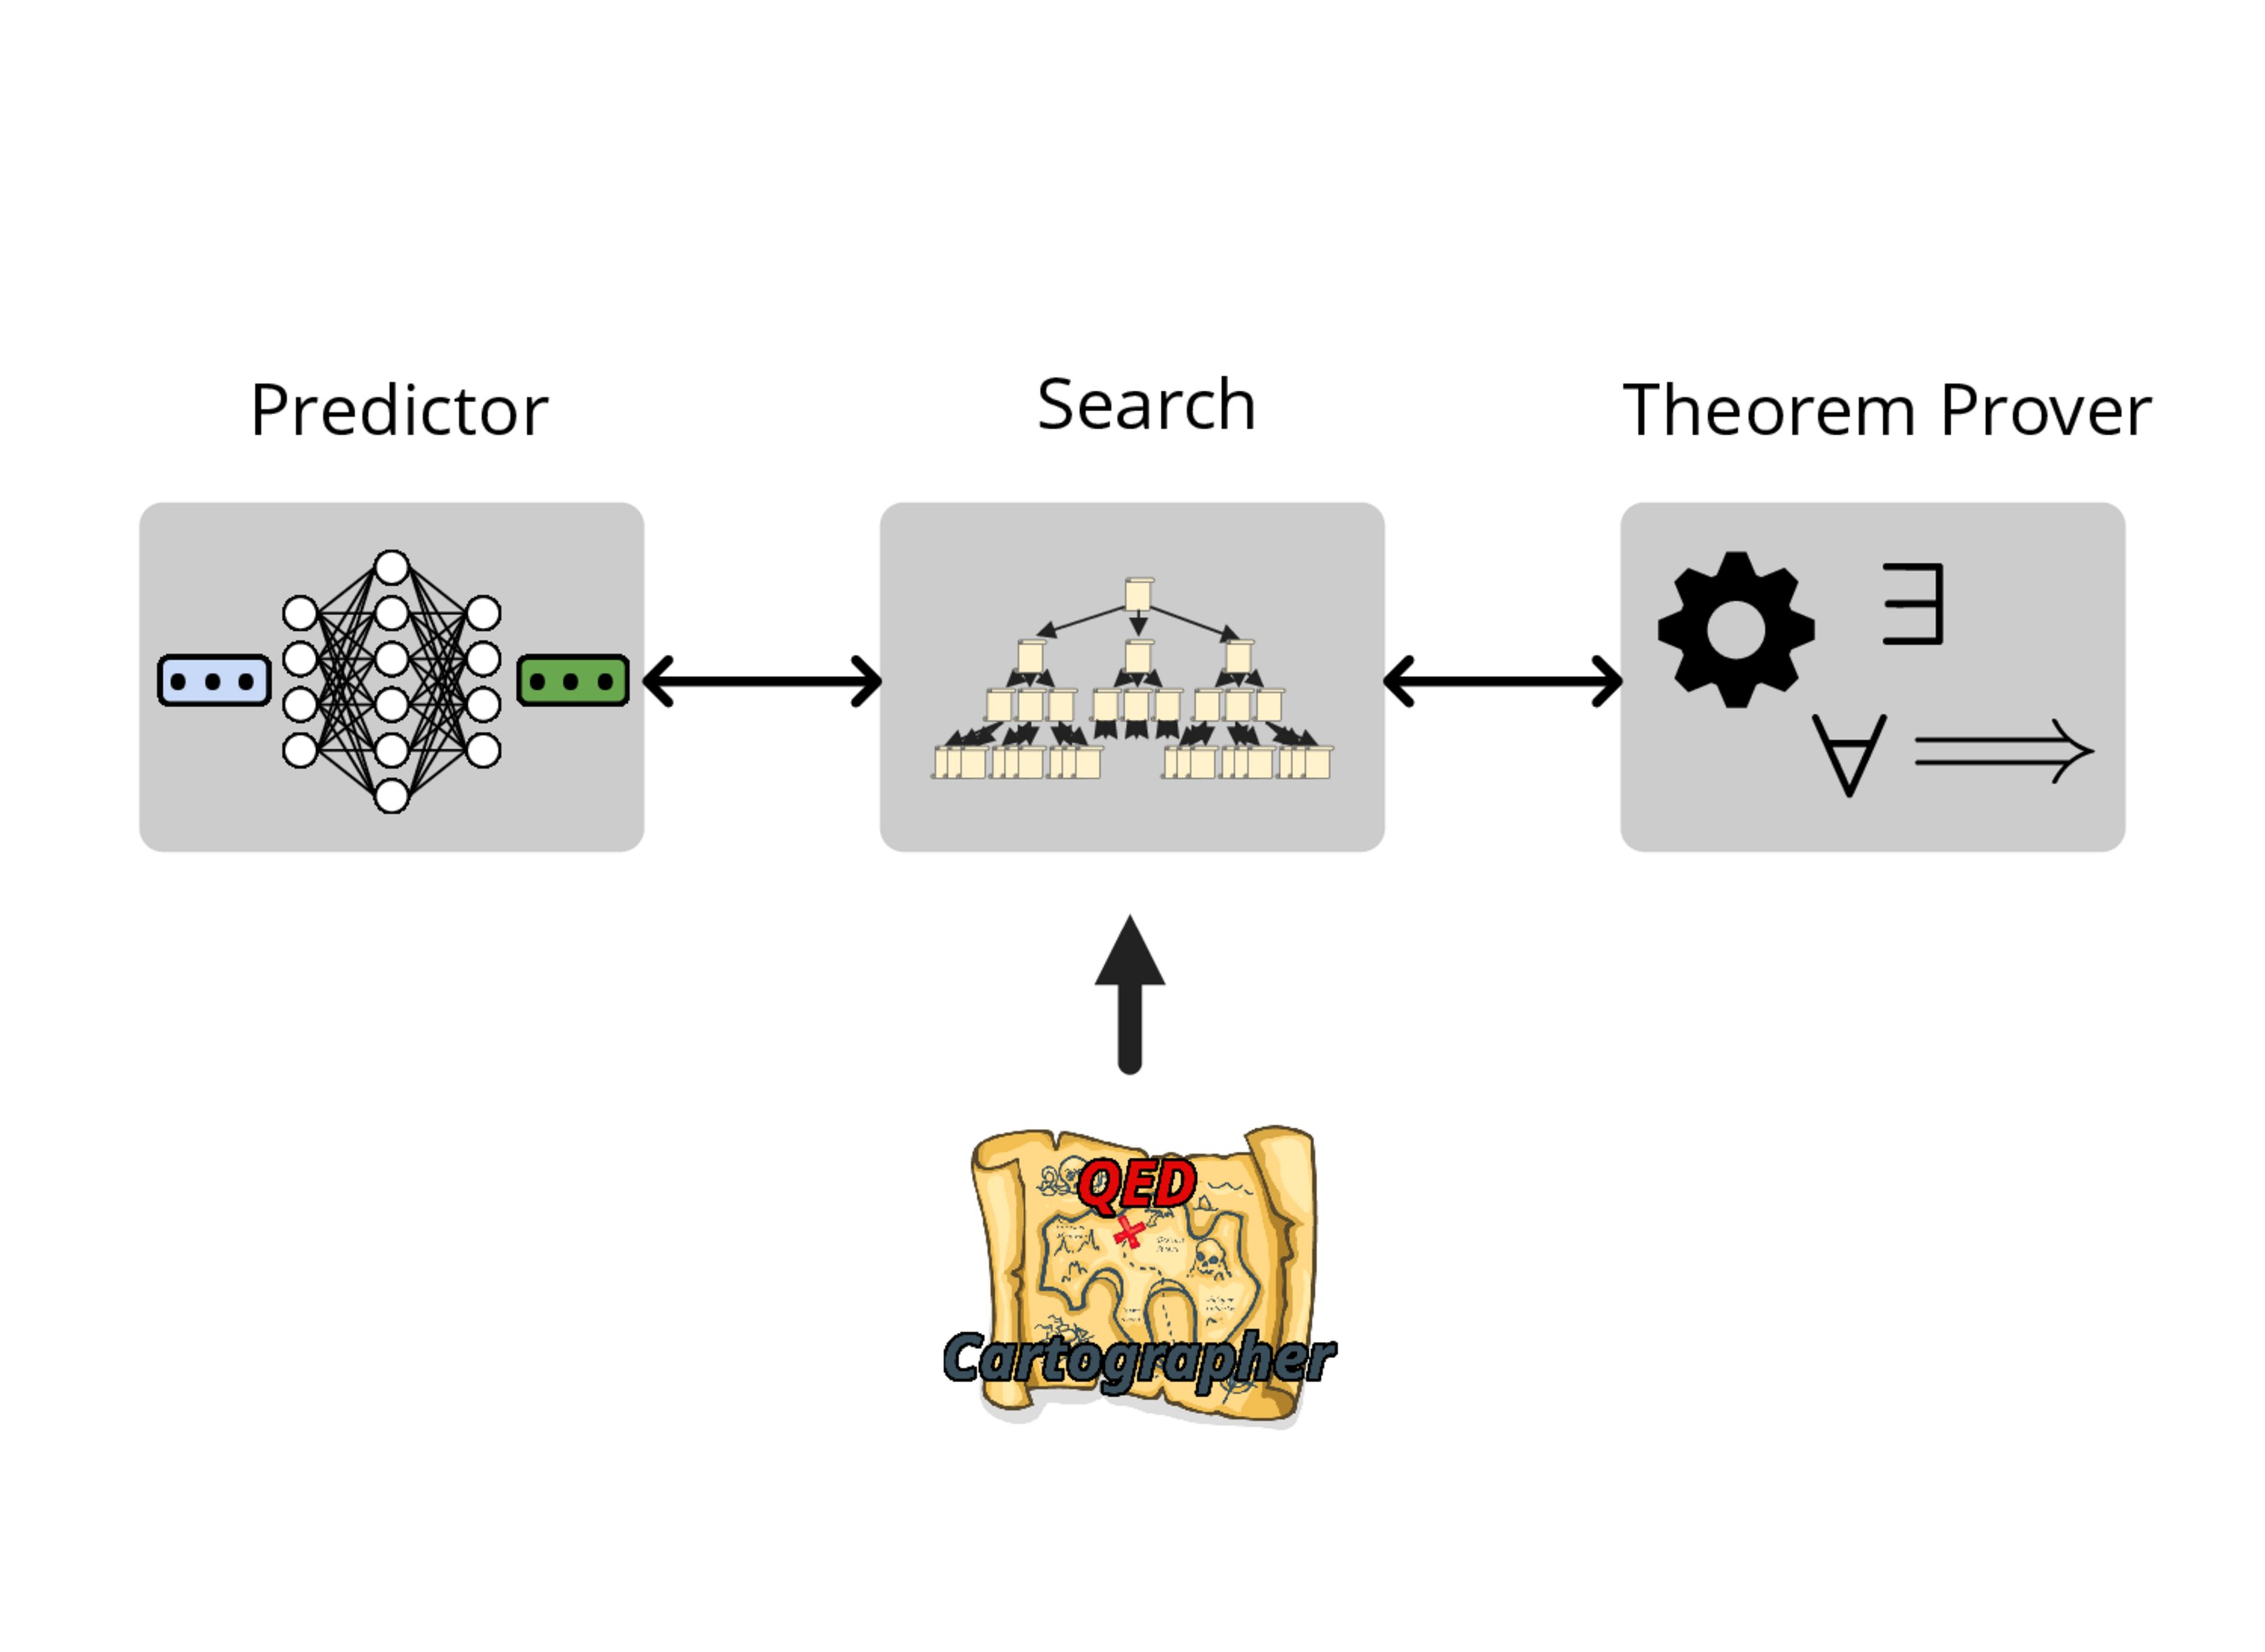 Predictor
Search
Theorem Prover
∃
∀ ⟹
QED
Cartographer